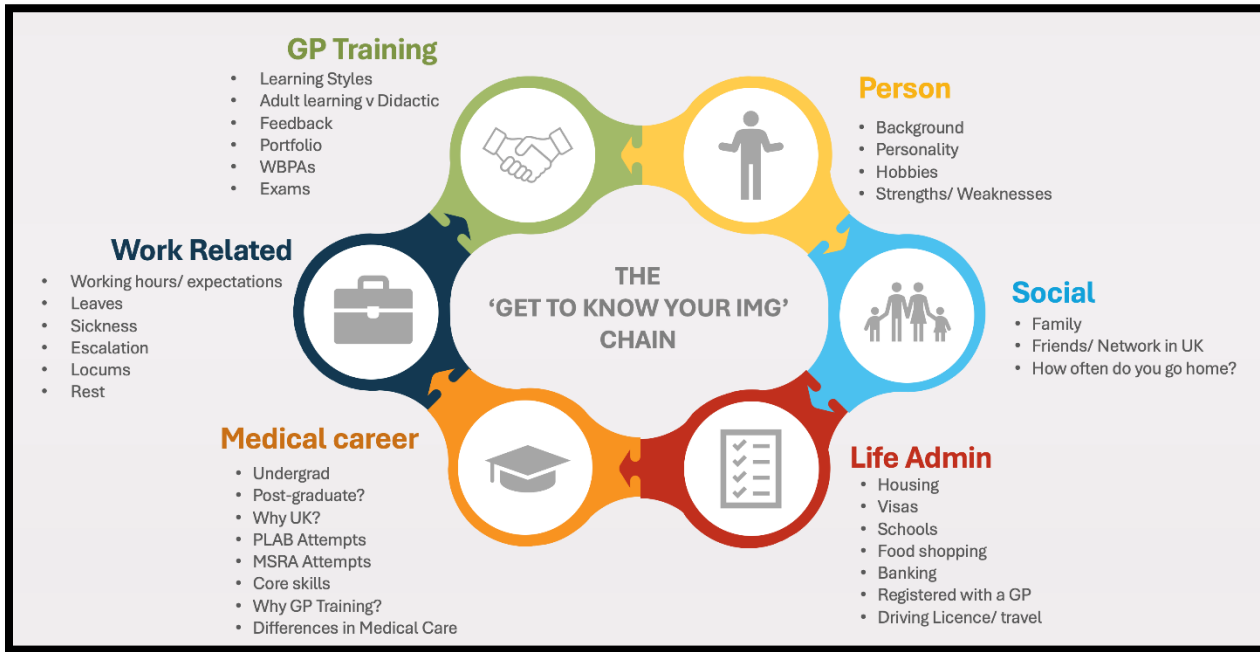 GP Training
• Learning Styles
• Adult learning v Didactic
• Feedback
• Portfolio
• WBPAs
• Exams
Person
• Background
• Personality
• Hobbies
• Strengths/ Weaknesses
Work Related
• Working hours/ expectations
• Leaves
• Sickness
• Escalation
• Locums
• Rest
THE
‘GET TO KNOW YOUR IMG’
CHAIN
Social
• Family
• Friends/ Network in UK
• How often do you go home?
Medical career
• Undergrad
• Post-graduate?
• Why UK?
• PLAB Attempts
• MSRA Attempts
• Core skills
• Why GP Training?
• Differences in Medical Care
Life Admin
• Housing
• Visas
• Schools
• Food shopping
• Banking
• Registered with a GP
• Driving Licence/ travel